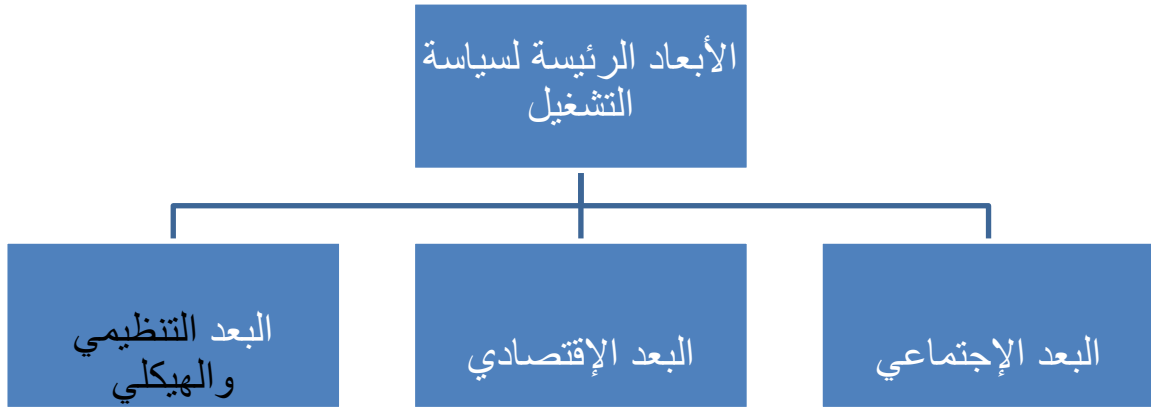 الأبعاد الرئيسة لسياسة
التشغيل
البعد الإجتماعي
البعد الإقتصادي
البعد التنظيمي
والهيكلي